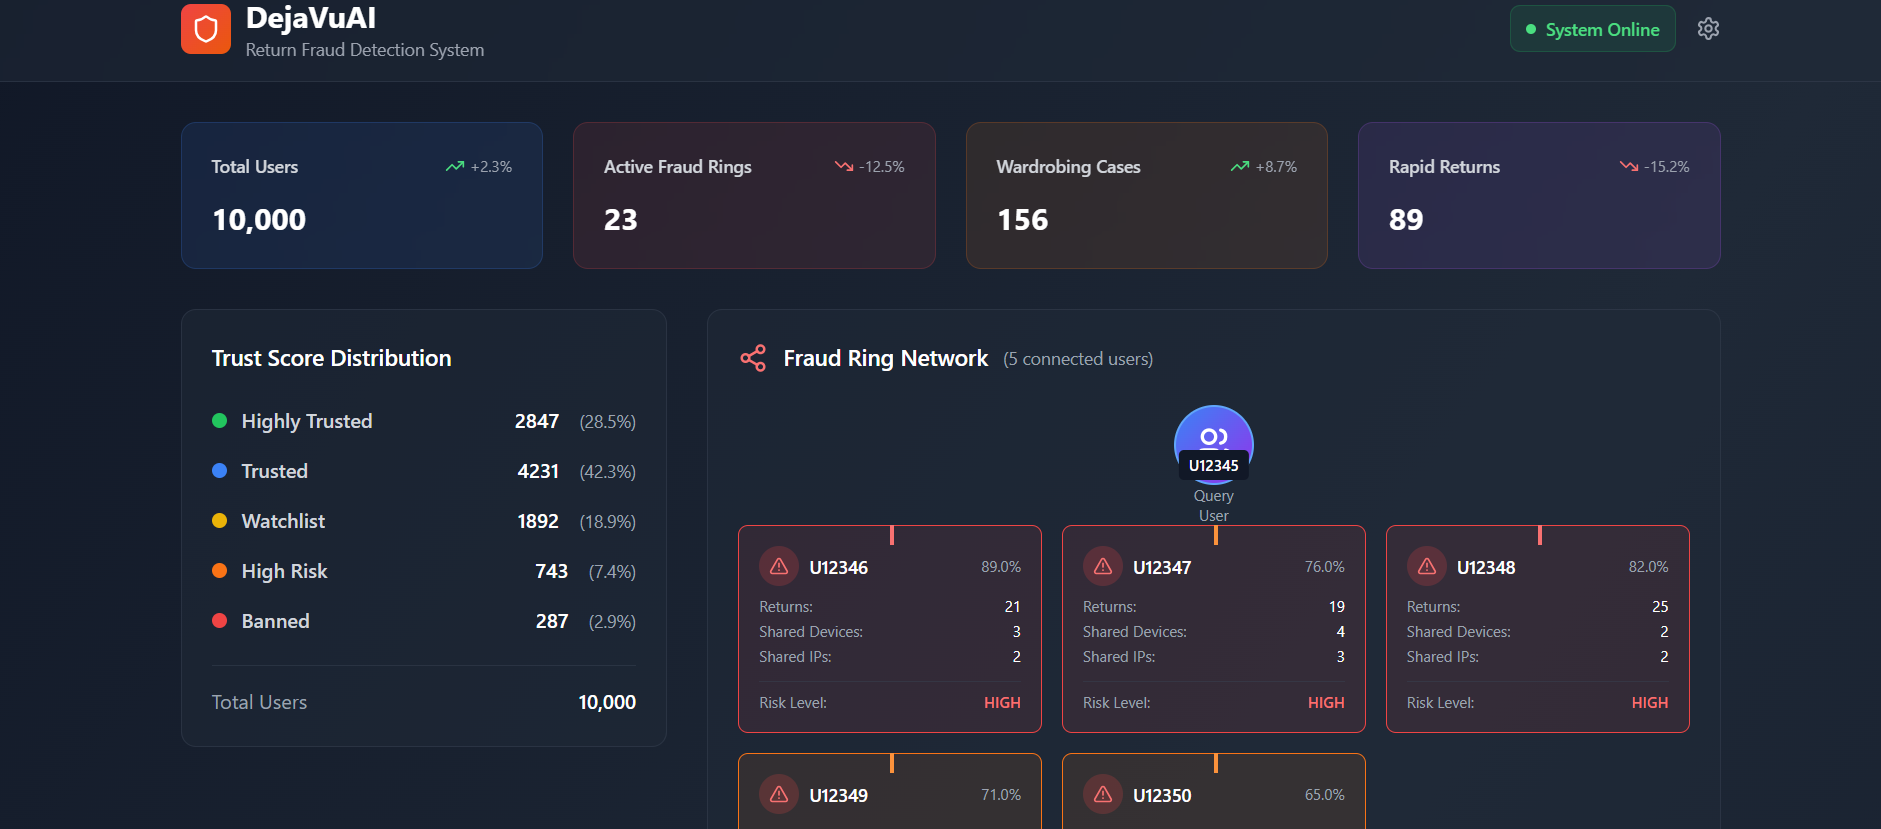 DejaVuAI
Return Fraud Detection System
System Online
Total Users
+2.3%
10,000
Active Fraud Rings
-12.5%
23
Wardrobing Cases
+8.7%
156
Rapid Returns
-15.2%
89
Trust Score Distribution
Highly Trusted 2847 (28.5%)
Trusted 4231 (42.3%)
Watchlist 1892 (18.9%)
High Risk 743 (7.4%)
Banned 287 (2.9%)
Total Users 10,000
Fraud Ring Network (5 connected users)
U12345
Query
User
U12346 89.0%
Returns: 21
Shared Devices: 3
Shared IPs: 2
Risk Level: HIGH
U12347 76.0%
Returns: 19
Shared Devices: 4
Shared IPs: 3
Risk Level: HIGH
U12348 82.0%
Returns: 25
Shared Devices: 2
Shared IPs: 2
Risk Level: HIGH
U12349 71.0%
U12350 65.0%